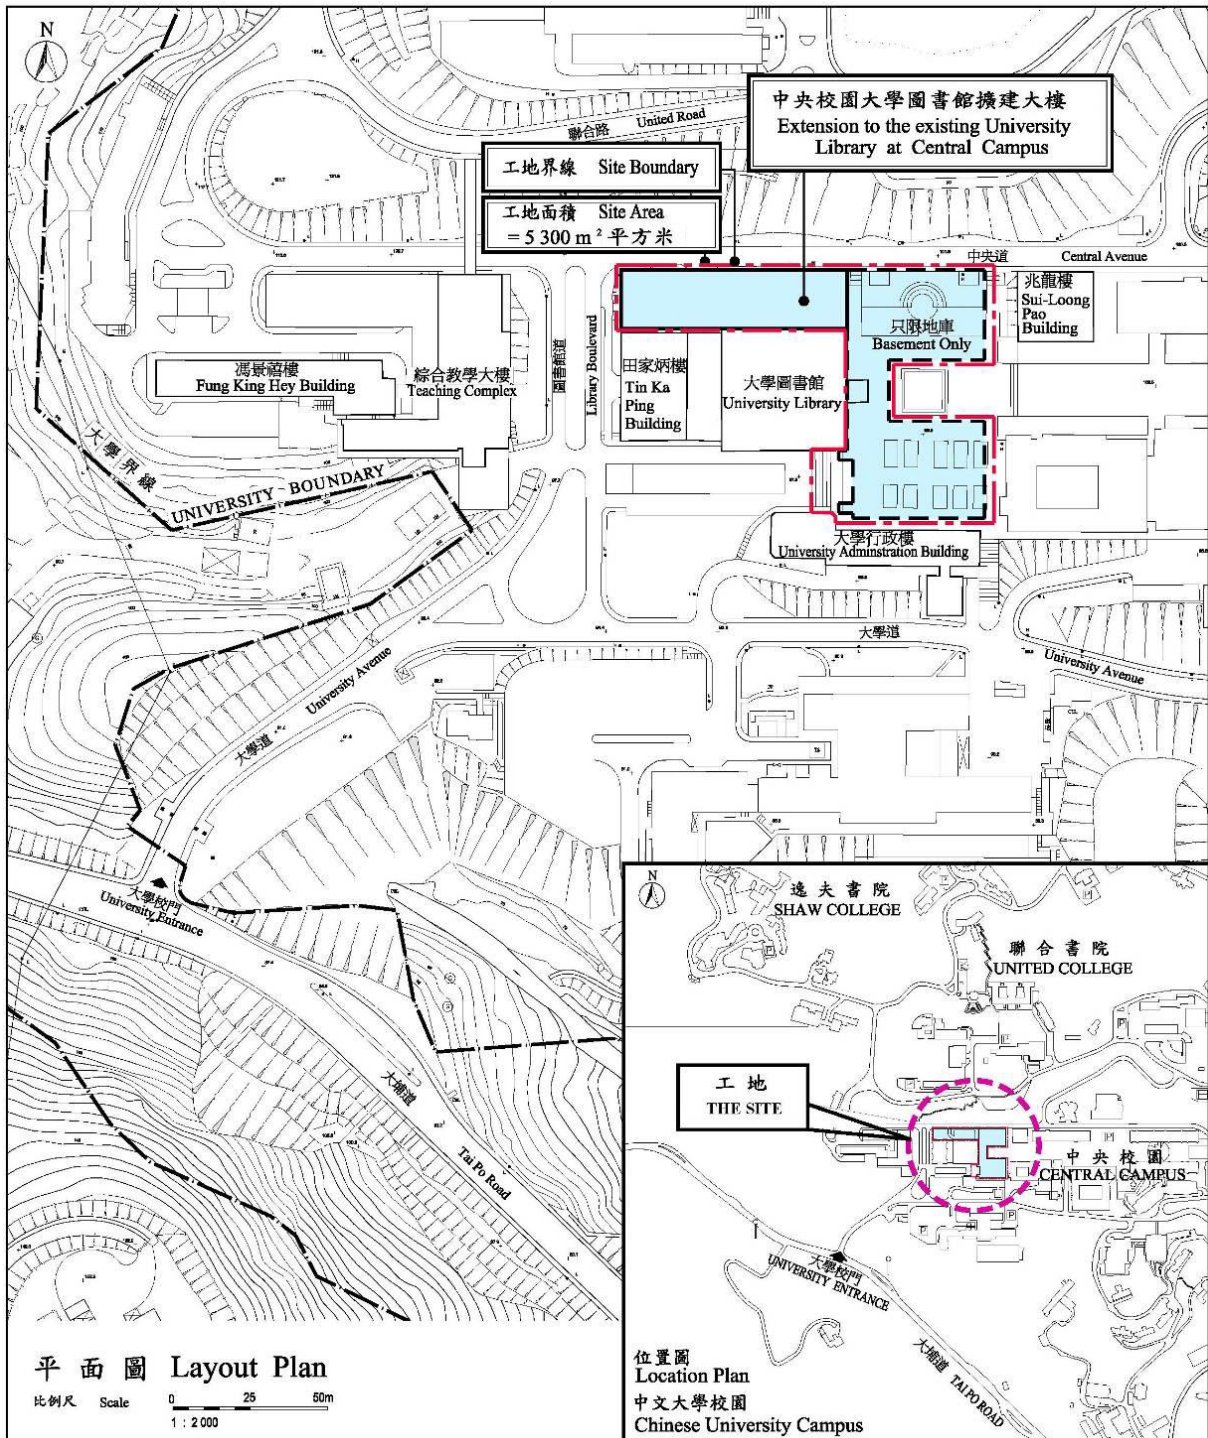 N
聯合路 United Road
中央校園大學圖書館擴建大樓
Extension to the existing University
Library at Central Campus
工地界線 Site Boundary
工地面積 Site Area
= 5 300 m² 平方米
中央道 Central Avenue
兆龍樓
Sui-Loong
Pao
Building
只限地庫
Basement Only
馮景禧樓
Fung King Hey Building
綜合教學大樓
Teaching Complex
圖書館道
Library Boulevard
田家炳樓
Tin Ka
Ping
Building
大學圖書館
University Library
大學界線
UNIVERSITY BOUNDARY
大學行政樓
University Adminstration Building
大學道
University Avenue
大學道
University Avenue
大學校門
University Entrance
大埔道
Tai Po Road
平面圖 Layout Plan
比例尺 Scale
0 25 50m
1 : 2 000
N
逸夫書院
SHAW COLLEGE
聯合書院
UNITED COLLEGE
工地
THE SITE
中央校園
CENTRAL CAMPUS
大學校門
UNIVERSITY ENTRANCE
大埔道 TAI PO ROAD
位置圖
Location Plan
中文大學校園
Chinese University Campus